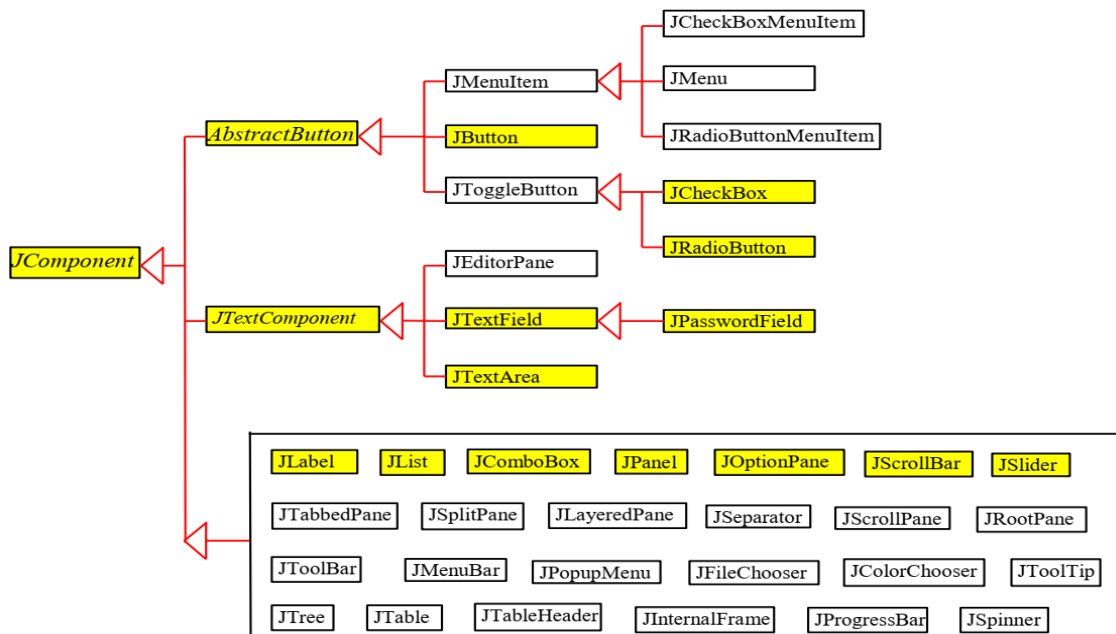 JCheckBoxMenuItem
JMenuItem
JMenu
AbstractButton
JButton
JRadioButtonMenuItem
JToggleButton
JCheckBox
JRadioButton
JComponent
JEditorPane
JTextComponent
JTextField
JPasswordField
JTextArea
JLabel JList JComboBox JPanel JOptionPane JScrollBar JSlider
JTabbedPane JSplitPane JLayeredPane JSeparator JScrollPane JRootPane
JToolBar JMenuBar JPopupMenu JFileChooser JColorChooser JToolTip
JTree JTable JTableHeader JInternalFrame JProgressBar JSpinner